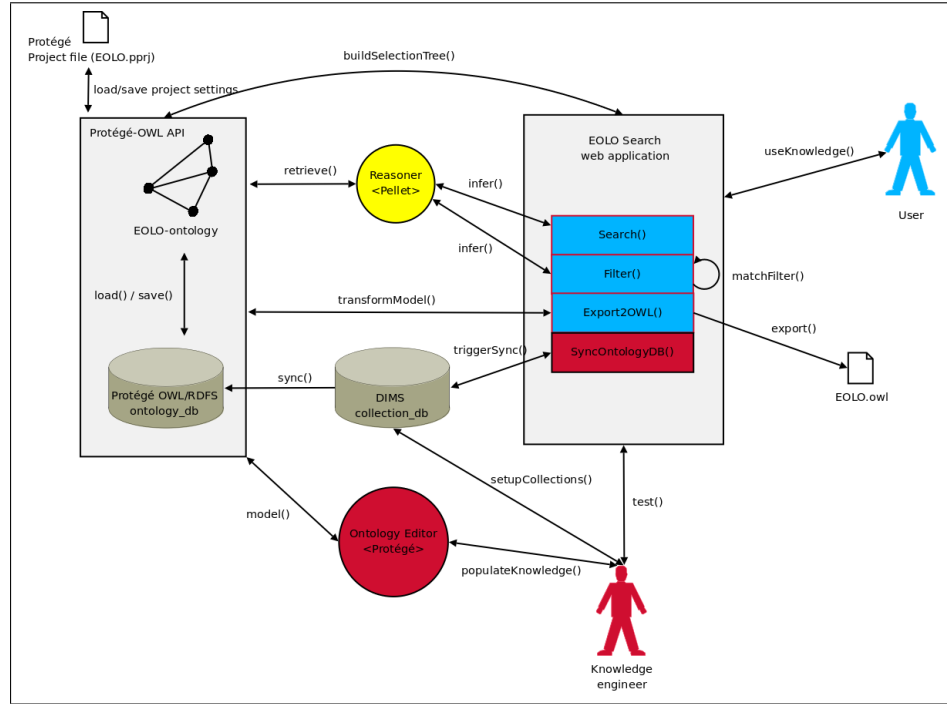 Protégé
Project file (EOLO.pprj)
buildSelectionTree()
load/save project settings
Protégé-OWL API
EOLO Search
web application
useKnowledge()
retrieve()
Reasoner
<Pellet>
infer()
User
EOLO-ontology
infer()
Search()
Filter()
matchFilter()
load() / save()
transformModel()
Export2OWL()
export()
triggerSync()
SyncOntologyDB()
sync()
Protégé OWL/RDFS
ontology_db
DIMS
collection_db
EOLO.owl
setupCollections()
model()
test()
Ontology Editor
<Protégé>
populateKnowledge()
Knowledge
engineer